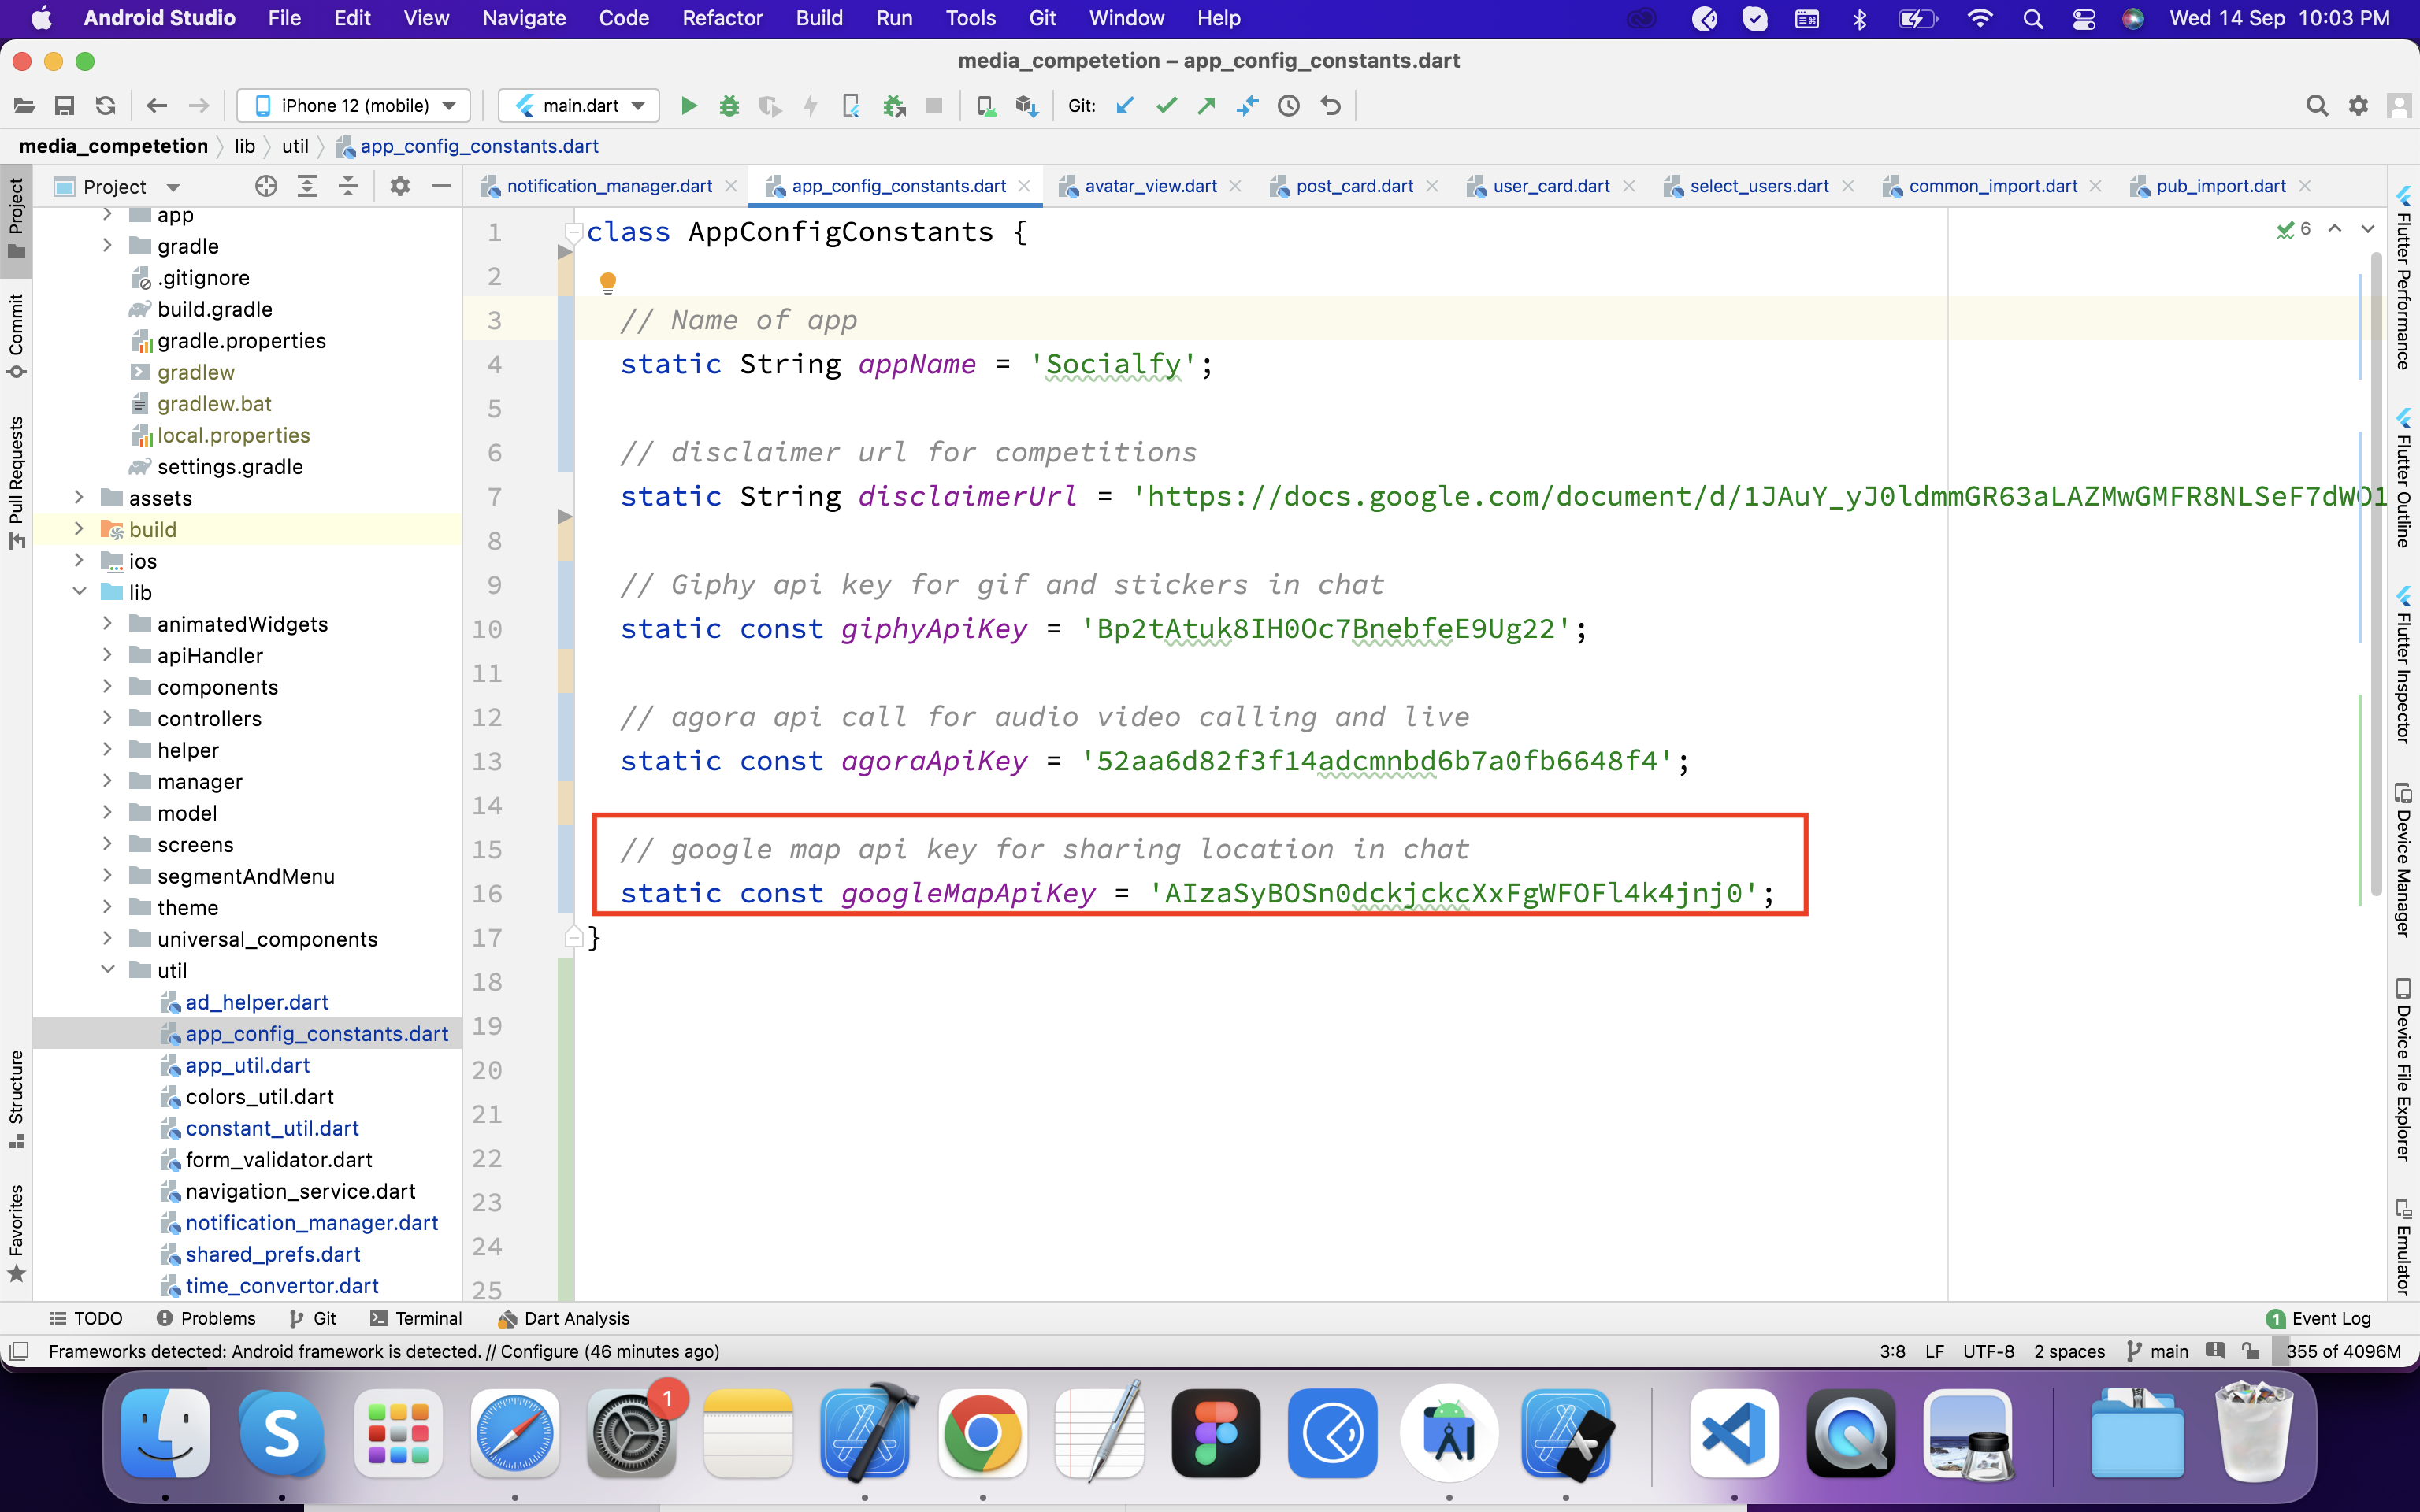 Android Studio File Edit View Navigate Code Refactor Build Run Tools Git Window Help Wed 14 Sep 10:03 PM
media_competetion – app_config_constants.dart
iPhone 12 (mobile) main.dart Git:
media_competetion lib util app_config_constants.dart
Project
notification_manager.dart app_config_constants.dart avatar_view.dart post_card.dart user_card.dart select_users.dart common_import.dart pub_import.dart
Project
Commit
Pull Requests
Structure
Favorites
app
gradle
.gitignore
build.gradle
gradle.properties
gradlew
gradlew.bat
local.properties
settings.gradle
assets
build
ios
lib
animatedWidgets
apiHandler
components
controllers
helper
manager
model
screens
segmentAndMenu
theme
universal_components
util
ad_helper.dart
app_config_constants.dart
app_util.dart
colors_util.dart
constant_util.dart
form_validator.dart
navigation_service.dart
notification_manager.dart
shared_prefs.dart
time_convertor.dart
1 class AppConfigConstants {
2
3 // Name of app
4 static String appName = 'Socialfy';
5
6 // disclaimer url for competitions
7 static String disclaimerUrl = 'https://docs.google.com/document/d/1JAuY_yJ0ldmmGR63aLAZMwGMFR8NLSeF7dWO1
8
9 // Giphy api key for gif and stickers in chat
10 static const giphyApiKey = 'Bp2tAtuk8IH0Oc7BnebfeE9Ug22';
11
12 // agora api call for audio video calling and live
13 static const agoraApiKey = '52aa6d82f3f14adcmnbd6b7a0fb6648f4';
14
15 // google map api key for sharing location in chat
16 static const googleMapApiKey = 'AIzaSyBOSn0dckjckcXxFgWFOFl4k4jnj0';
17 }
18
19
20
21
22
23
24
25
6
Flutter Performance
Flutter Outline
Flutter Inspector
Device Manager
Device File Explorer
Emulator
TODO Problems Git Terminal Dart Analysis 1 Event Log
Frameworks detected: Android framework is detected. // Configure (46 minutes ago) 3:8 LF UTF-8 2 spaces main 355 of 4096M
S
1